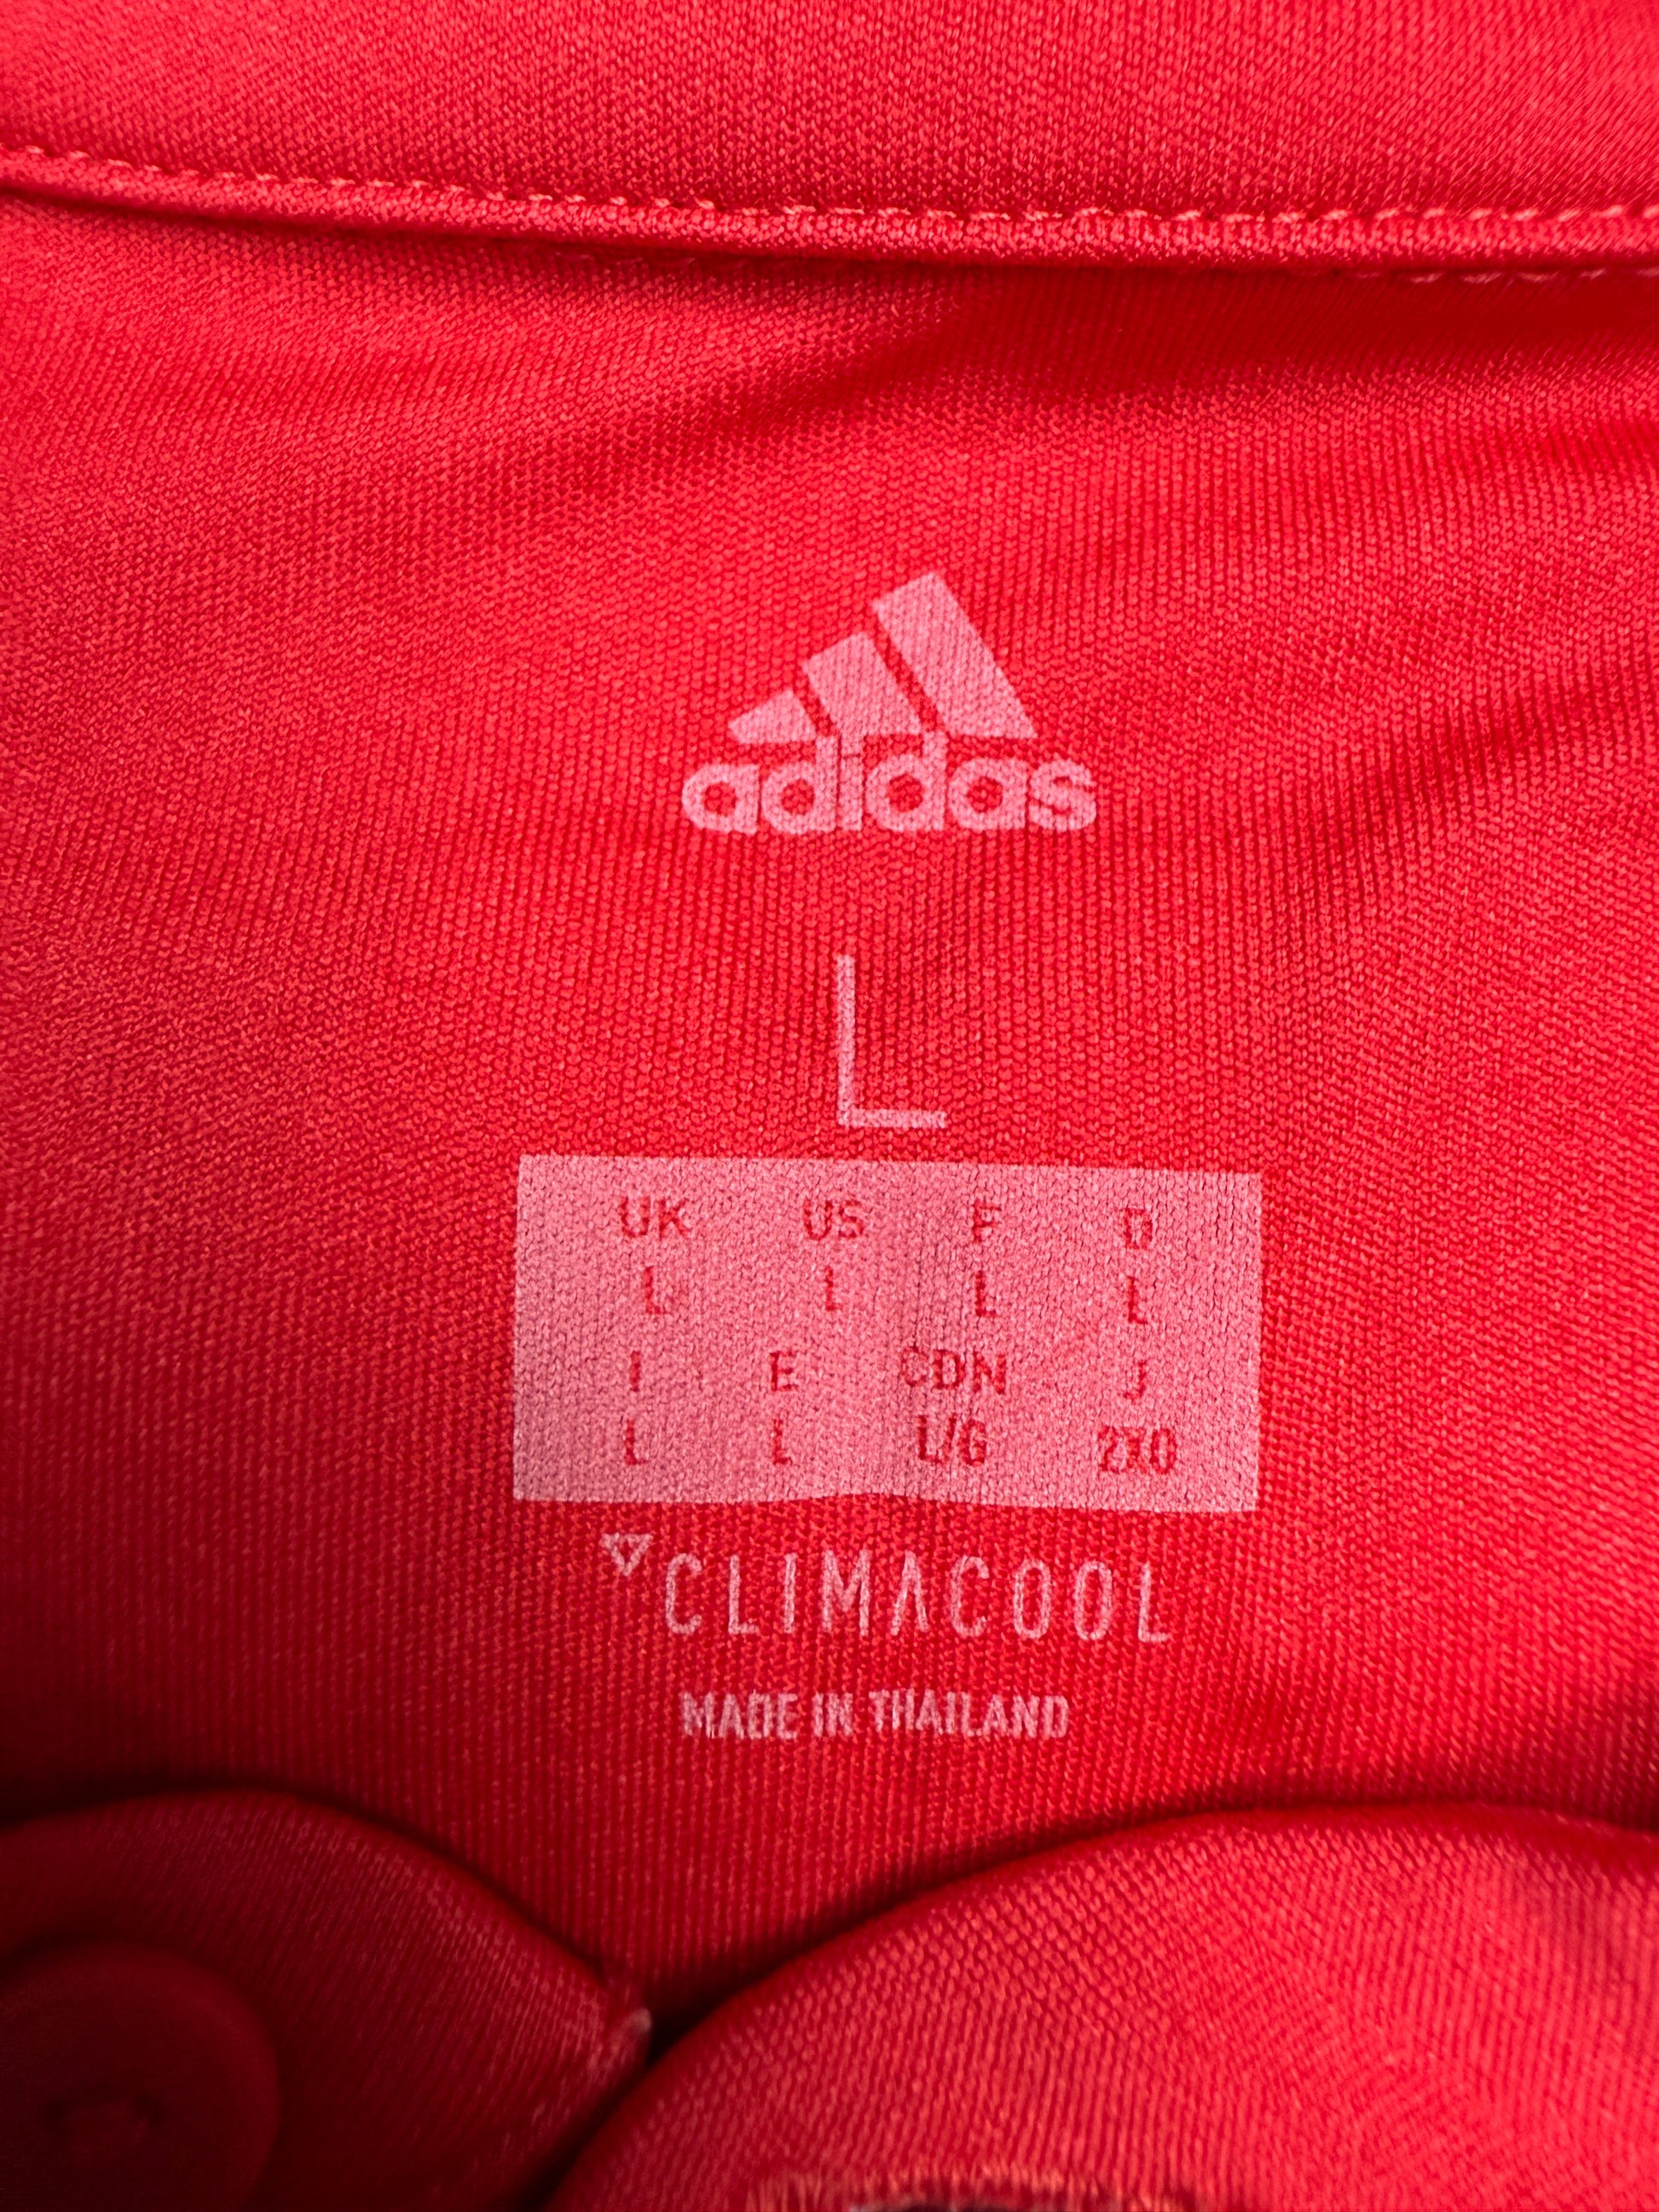 adidas
L
UK US F D
L L L L
I E CDN J
L L L/G 2XO
CLIMACOOL
MADE IN THAILAND